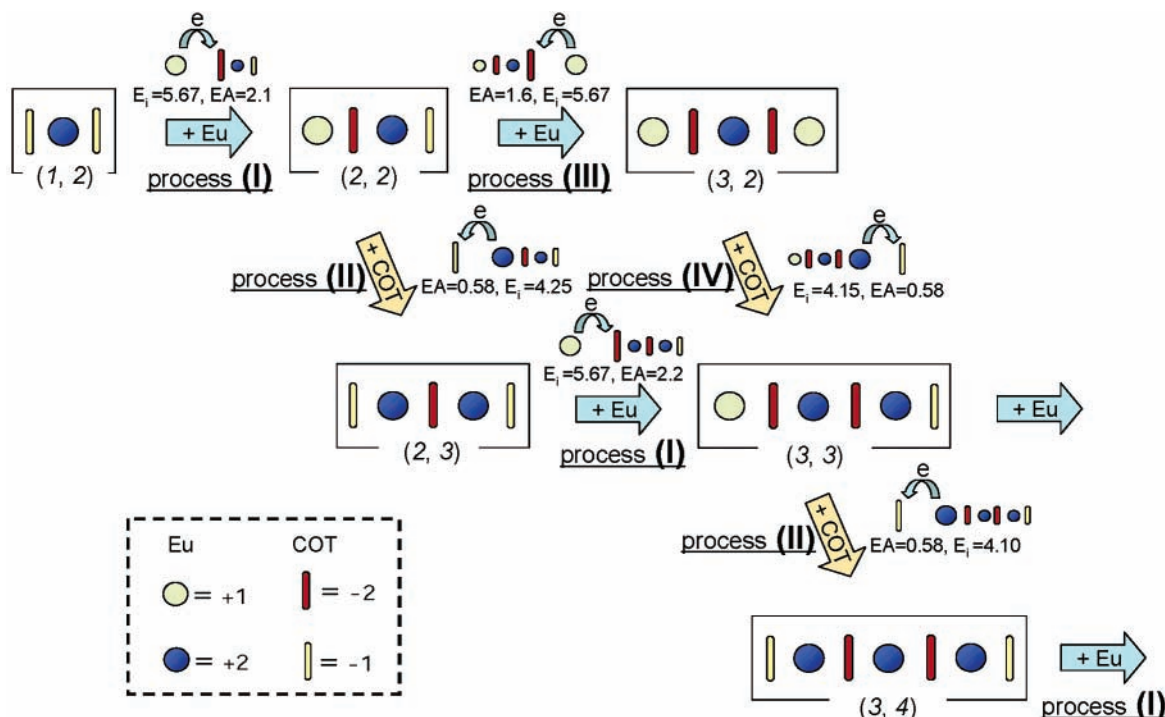 e
e
E_i=5.67, EA=2.1
EA=1.6, E_i=5.67
+ Eu
+ Eu
(1, 2)
process (I)
(2, 2)
process (III)
(3, 2)
process (II)
+ COT
e
EA=0.58, E_i=4.25
process (IV)
+ COT
e
E_i=4.15, EA=0.58
e
E_i=5.67, EA=2.2
+ Eu
+ Eu
(2, 3)
process (I)
(3, 3)
process (II)
+ COT
e
EA=0.58, E_i=4.10
Eu COT
= +1 = -2
= +2 = -1
+ Eu
(3, 4)
process (I)